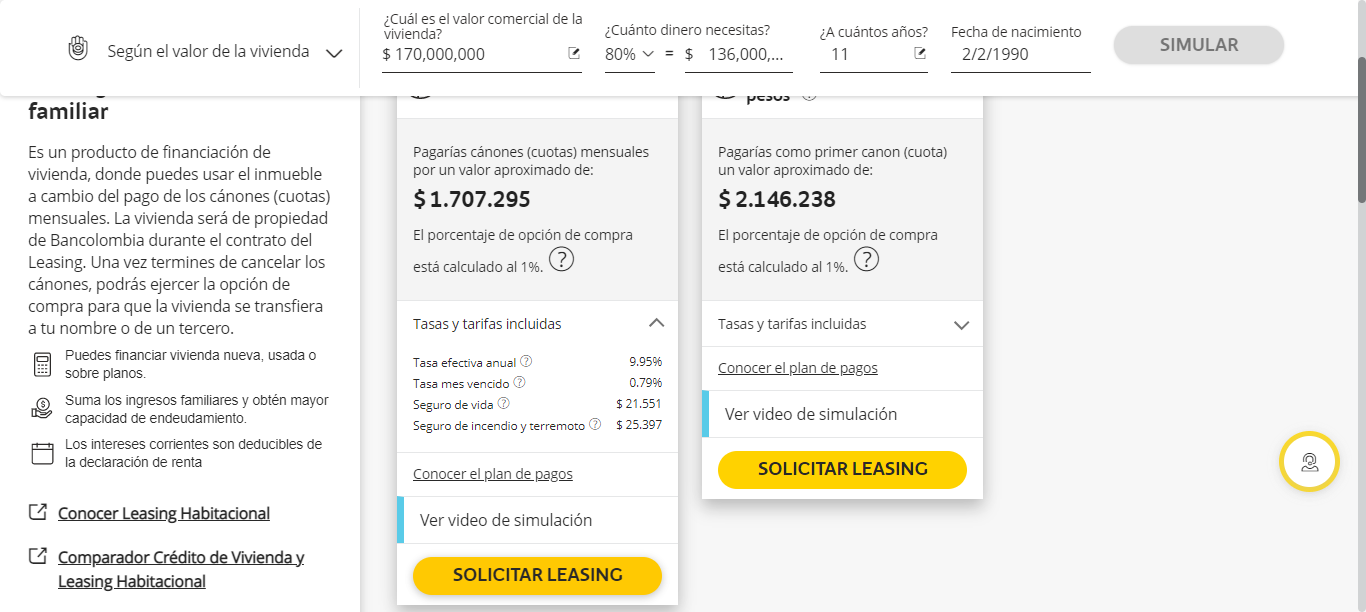 Según el valor de la vivienda
¿Cuál es el valor comercial de la
vivienda?
$ 170,000,000
¿Cuánto dinero necesitas?
80% = $ 136,000,...
¿A cuántos años?
11
Fecha de nacimiento
2/2/1990
SIMULAR
familiar
Es un producto de financiación de
vivienda, donde puedes usar el inmueble
a cambio del pago de los cánones (cuotas)
mensuales. La vivienda será de propiedad
de Bancolombia durante el contrato del
Leasing. Una vez termines de cancelar los
cánones, podrás ejercer la opción de
compra para que la vivienda se transfiera
a tu nombre o de un tercero.
Puedes financiar vivienda nueva, usada o
sobre planos.
Suma los ingresos familiares y obtén mayor
capacidad de endeudamiento.
Los intereses corrientes son deducibles de
la declaración de renta
Conocer Leasing Habitacional
Comparador Crédito de Vivienda y
Leasing Habitacional
Pagarías cánones (cuotas) mensuales
por un valor aproximado de:
$ 1.707.295
El porcentaje de opción de compra
está calculado al 1%. ?
Tasas y tarifas incluidas
Tasa efectiva anual ? 9.95%
Tasa mes vencido ? 0.79%
Seguro de vida ? $ 21.551
Seguro de incendio y terremoto ? $ 25.397
Conocer el plan de pagos
Ver video de simulación
SOLICITAR LEASING
pesos
Pagarías como primer canon (cuota)
un valor aproximado de:
$ 2.146.238
El porcentaje de opción de compra
está calculado al 1%. ?
Tasas y tarifas incluidas
Conocer el plan de pagos
Ver video de simulación
SOLICITAR LEASING